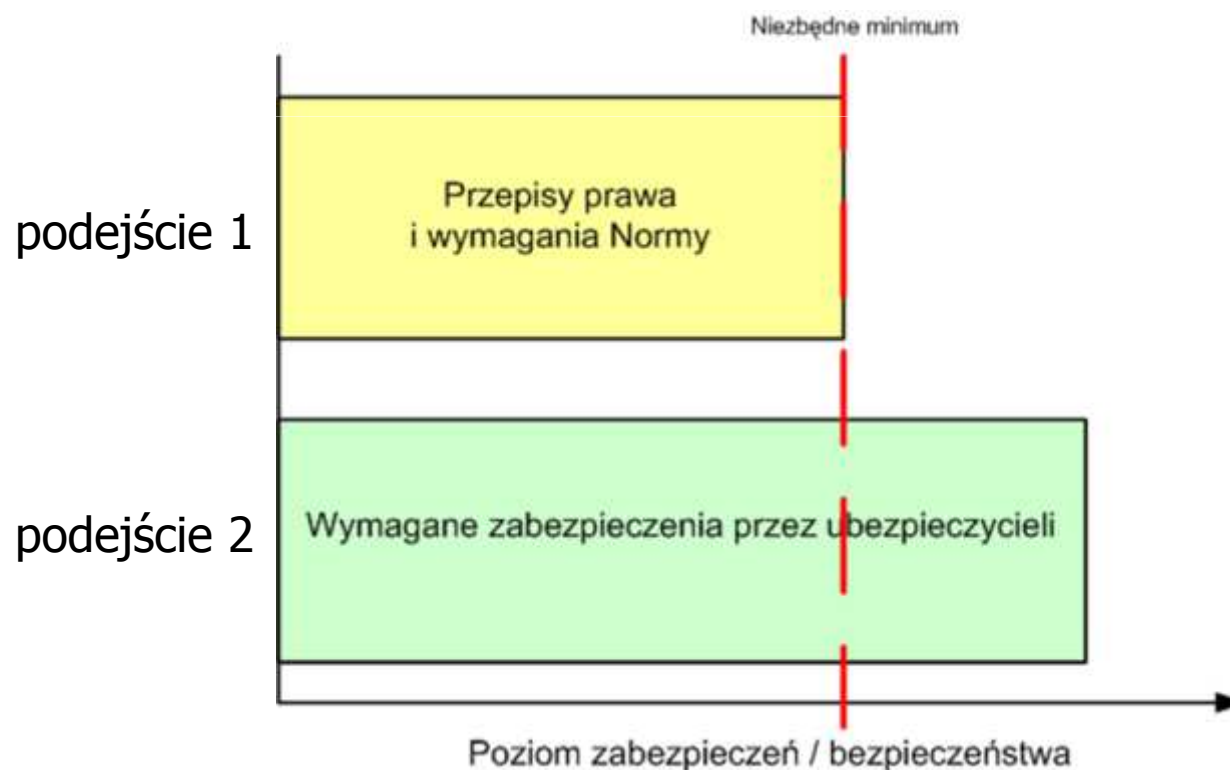 Niezbędne minimum
podejście 1
Przepisy prawa
i wymagania Normy
podejście 2
Wymagane zabezpieczenia przez ubezpieczycieli
Poziom zabezpieczeń / bezpieczeństwa